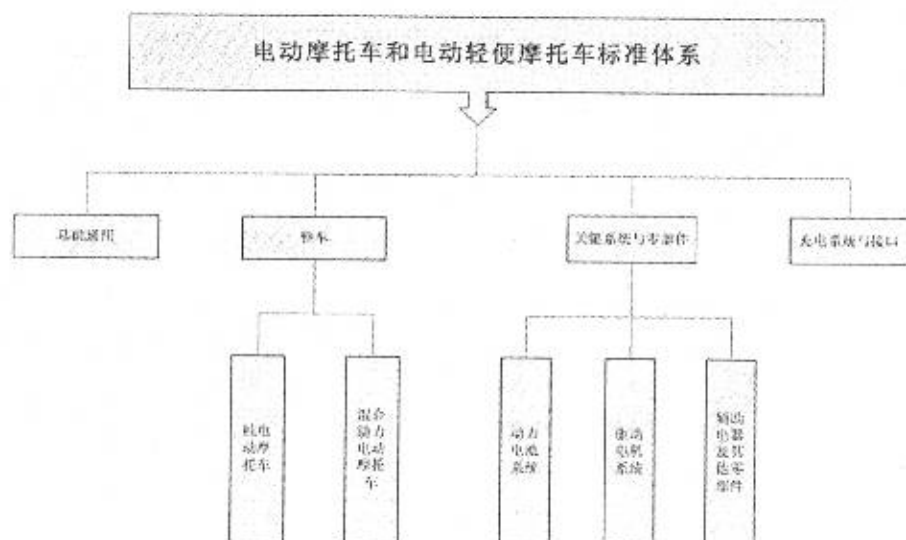 电动摩托车和电动轻便摩托车标准体系
基础通用
整车
关键系统与零部件
充电系统与接口
纯电
动摩
托车
混合
动力
电动
摩托
车
动力
电池
系统
驱动
电机
系统
辅助
电器
及其
他零
部件